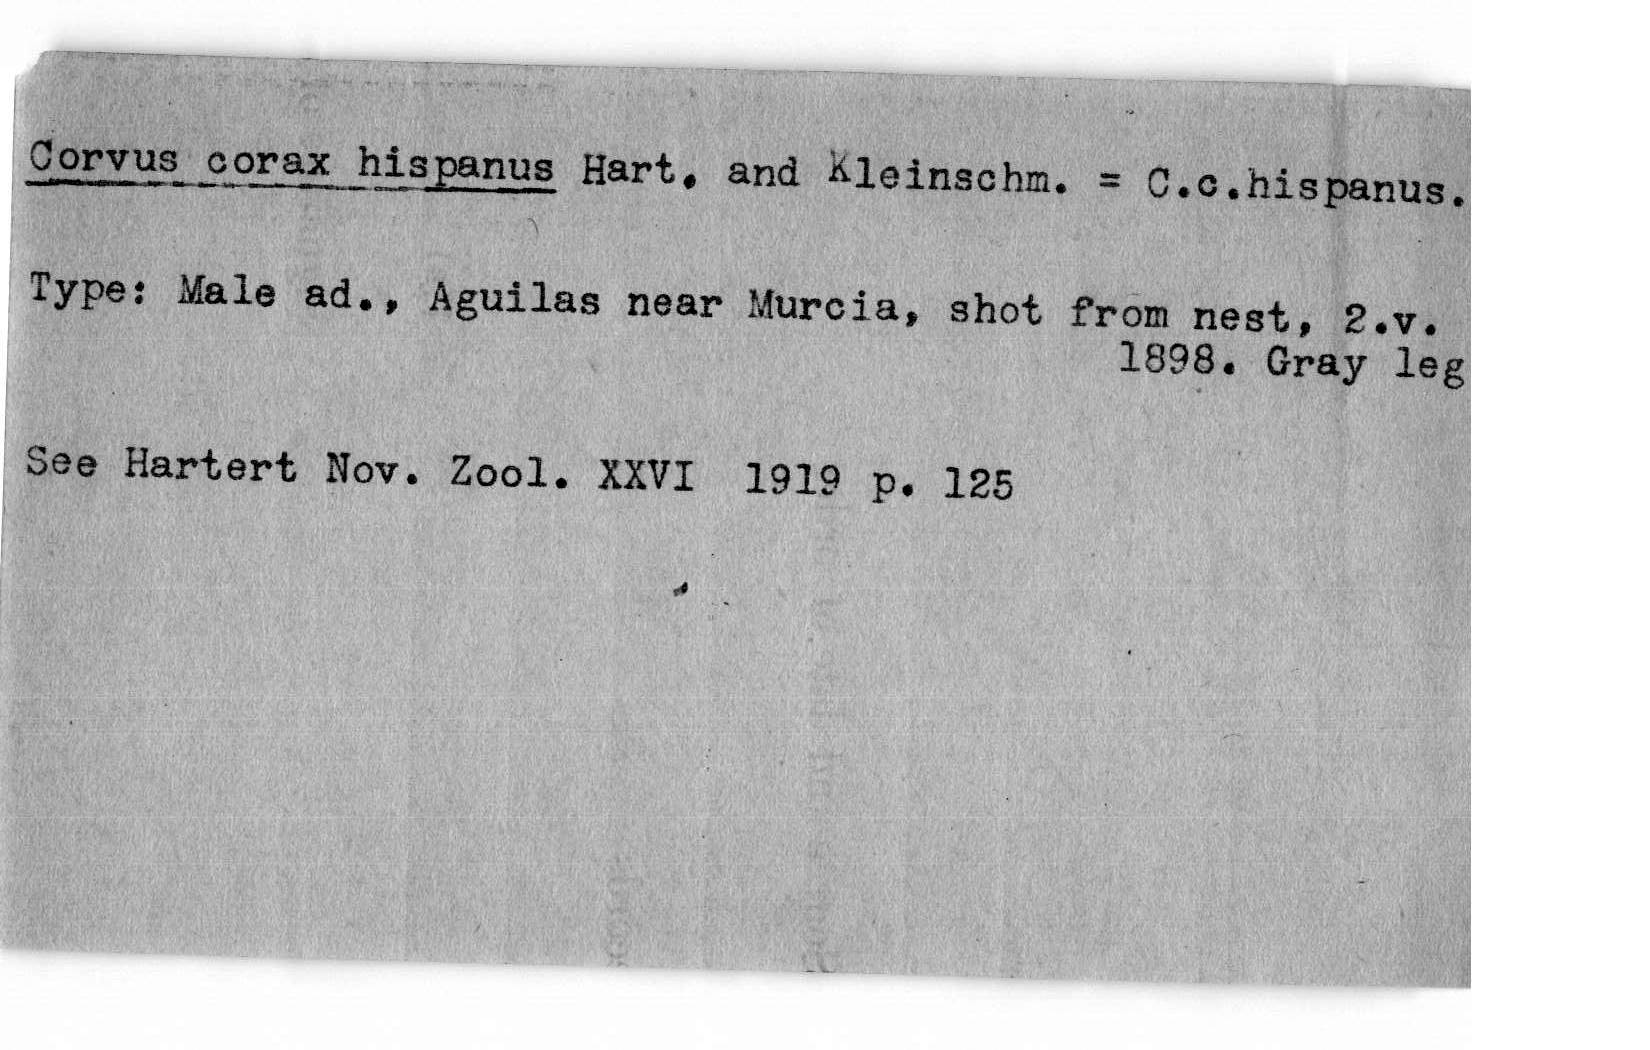 Corvus corax hispanus Hart. and Kleinschm. = C.c.hispanus.
Type: Male ad., Aguilas near Murcia, shot from nest, 2.v.
1898. Gray leg
See Hartert Nov. Zool. XXVI 1919 p. 125